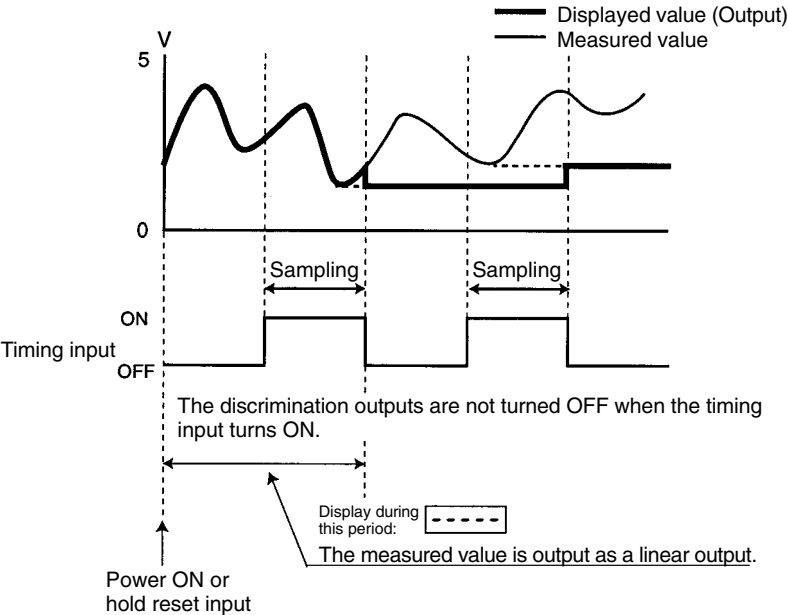 Displayed value (Output)
Measured value
V
5
0
Sampling
Sampling
ON
Timing input
OFF
The discrimination outputs are not turned OFF when the timing
input turns ON.
Display during
this period:
The measured value is output as a linear output.
Power ON or
hold reset input